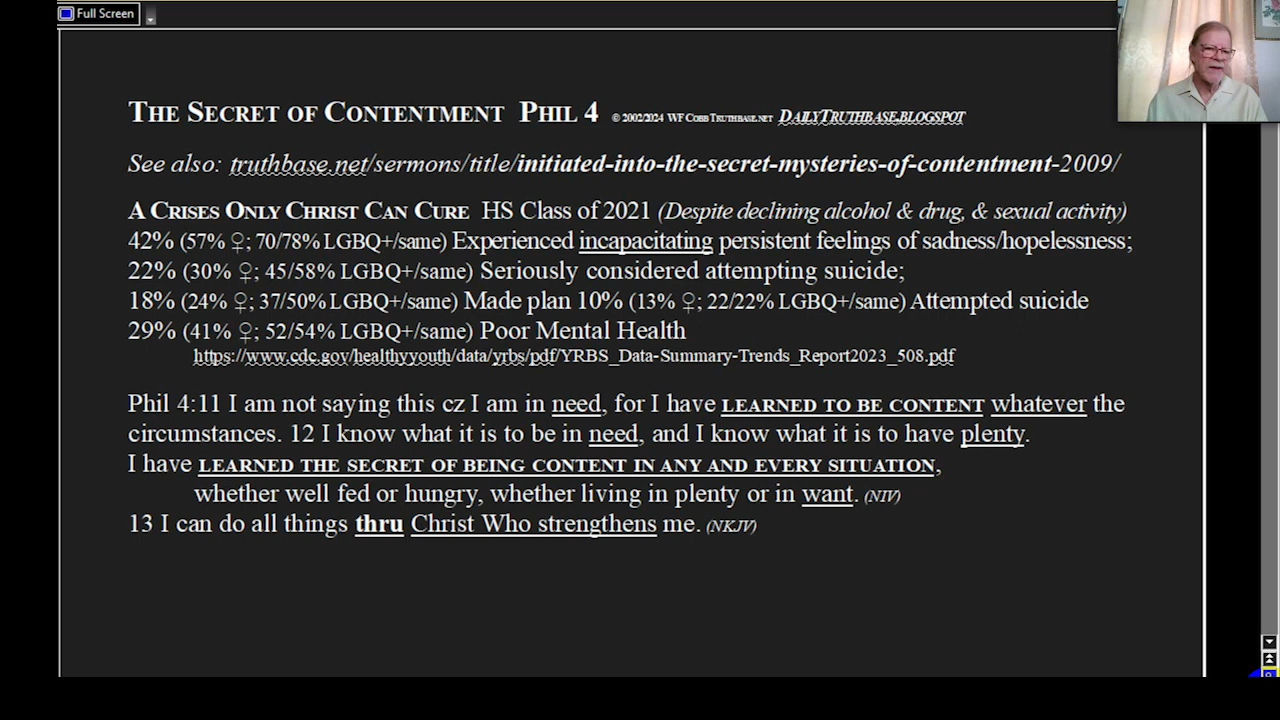 Full Screen
THE SECRET OF CONTENTMENT PHIL 4 © 2002/2024 WF COBB TRUTHBASE.NET DAILYTRUTHBASE.BLOGSPOT
See also: truthbase.net/sermons/title/initiated-into-the-secret-mysteries-of-contentment-2009/
A CRISES ONLY CHRIST CAN CURE HS Class of 2021 (Despite declining alcohol & drug, & sexual activity)
42% (57% ♀; 70/78% LGBQ+/same) Experienced incapacitating persistent feelings of sadness/hopelessness;
22% (30% ♀; 45/58% LGBQ+/same) Seriously considered attempting suicide;
18% (24% ♀; 37/50% LGBQ+/same) Made plan 10% (13% ♀; 22/22% LGBQ+/same) Attempted suicide
29% (41% ♀; 52/54% LGBQ+/same) Poor Mental Health
https://www.cdc.gov/healthyyouth/data/yrbs/pdf/YRBS_Data-Summary-Trends_Report2023_508.pdf
Phil 4:11 I am not saying this cz I am in need, for I have LEARNED TO BE CONTENT whatever the
circumstances. 12 I know what it is to be in need, and I know what it is to have plenty.
I have LEARNED THE SECRET OF BEING CONTENT IN ANY AND EVERY SITUATION,
whether well fed or hungry, whether living in plenty or in want. (NIV)
13 I can do all things thru Christ Who strengthens me. (NKJV)